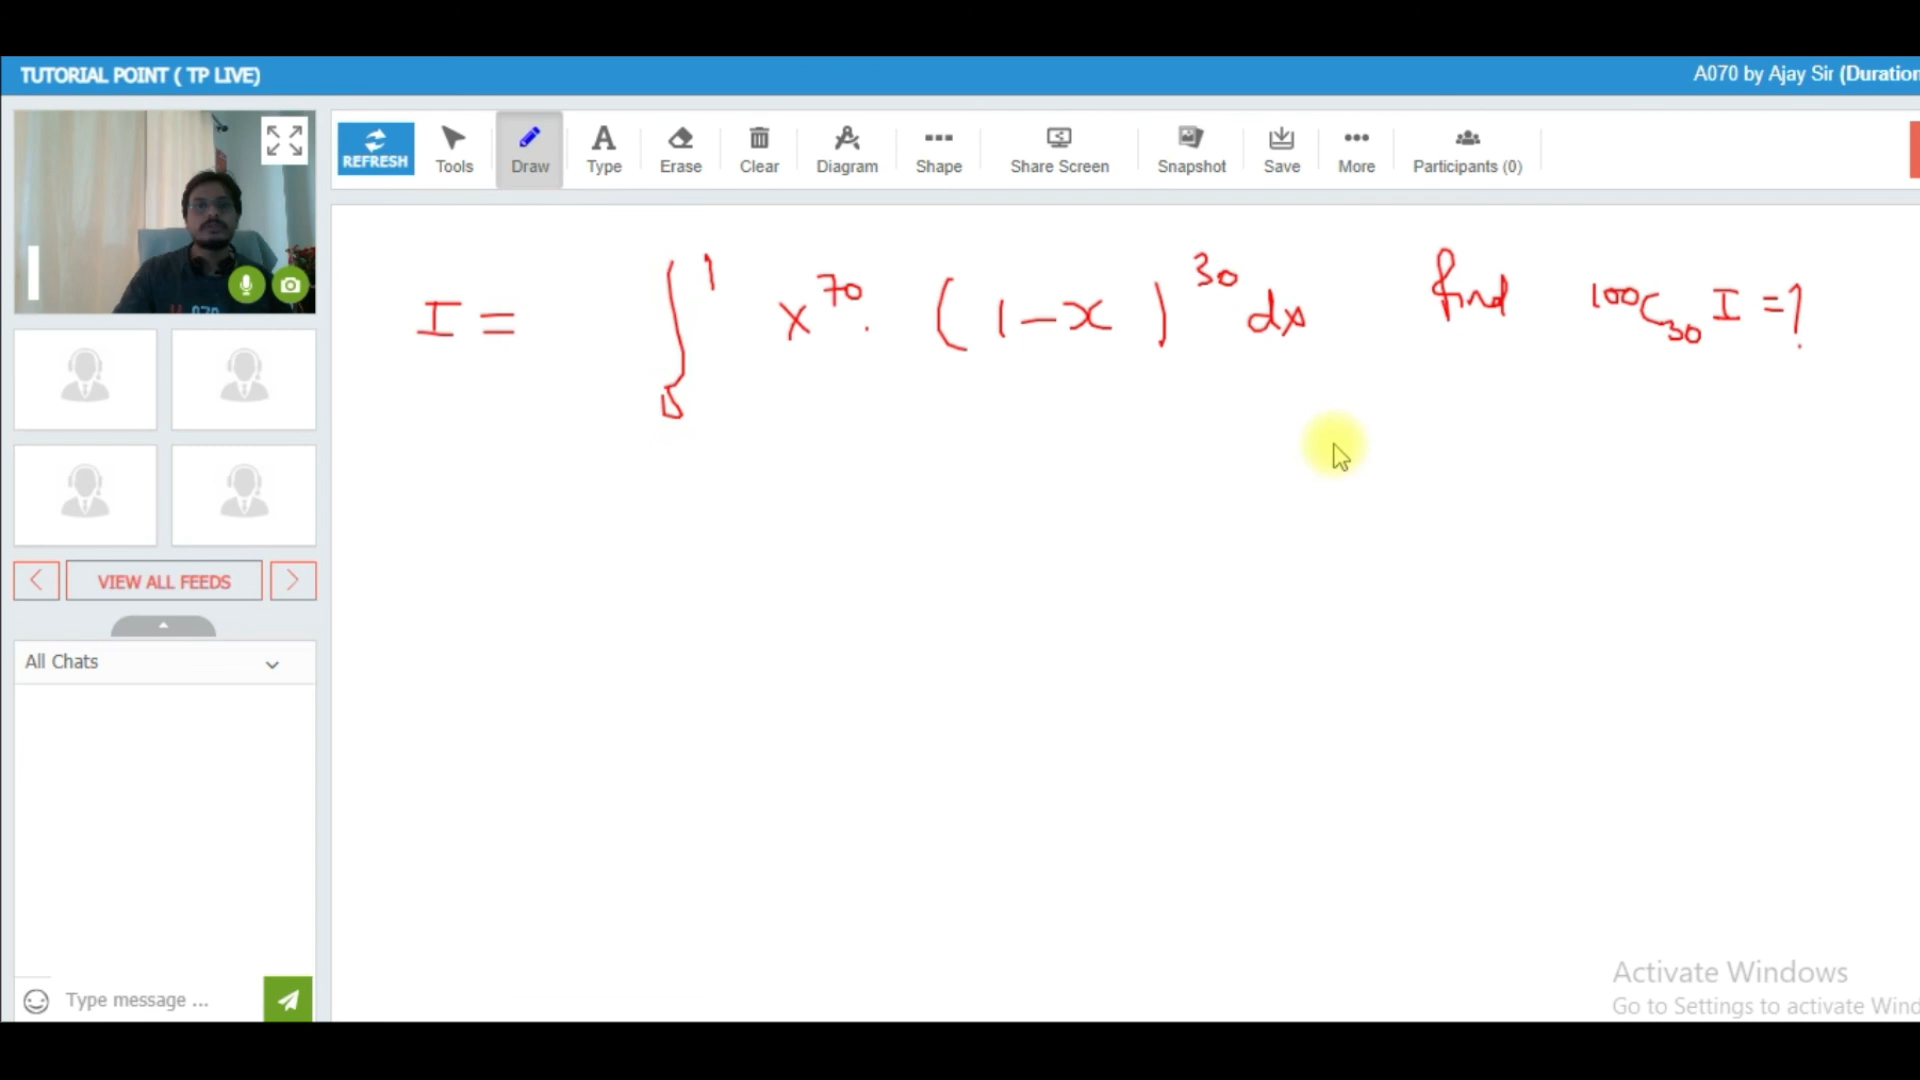 TUTORIAL POINT ( TP LIVE)
A070 by Ajay Sir (Duration
REFRESH
Tools
Draw
Type
Erase
Clear
Diagram
Shape
Share Screen
Snapshot
Save
More
Participants (0)
I = ∫₀¹ x⁷⁰. (1-x)³⁰ dx find ¹⁰⁰C₃₀ I = ?
VIEW ALL FEEDS
All Chats
Type message ...
Activate Windows
Go to Settings to activate Wind